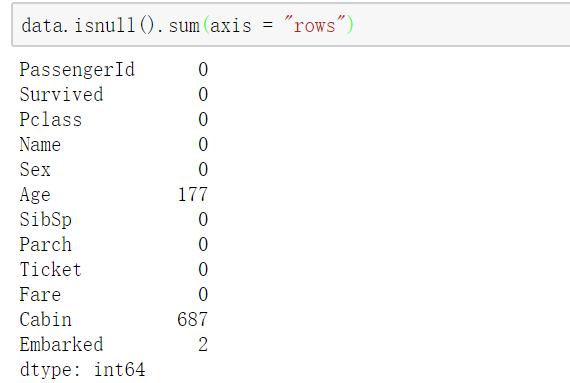 data.isnull().sum(axis = "rows")
PassengerId 0
Survived 0
Pclass 0
Name 0
Sex 0
Age 177
SibSp 0
Parch 0
Ticket 0
Fare 0
Cabin 687
Embarked 2
dtype: int64